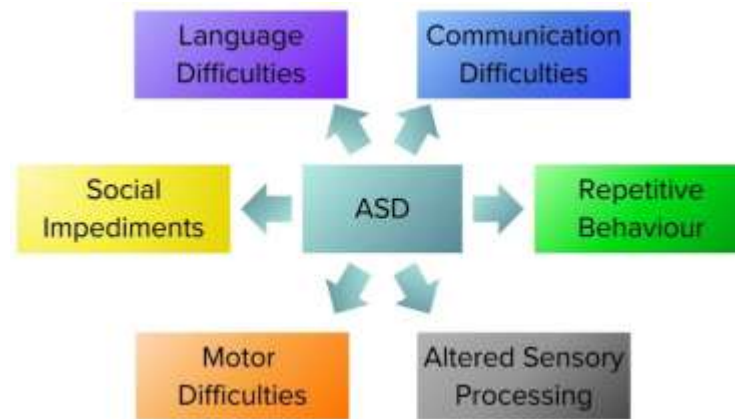 Language
Difficulties
Communication
Difficulties
Social
Impediments
ASD
Repetitive
Behaviour
Motor
Difficulties
Altered Sensory
Processing